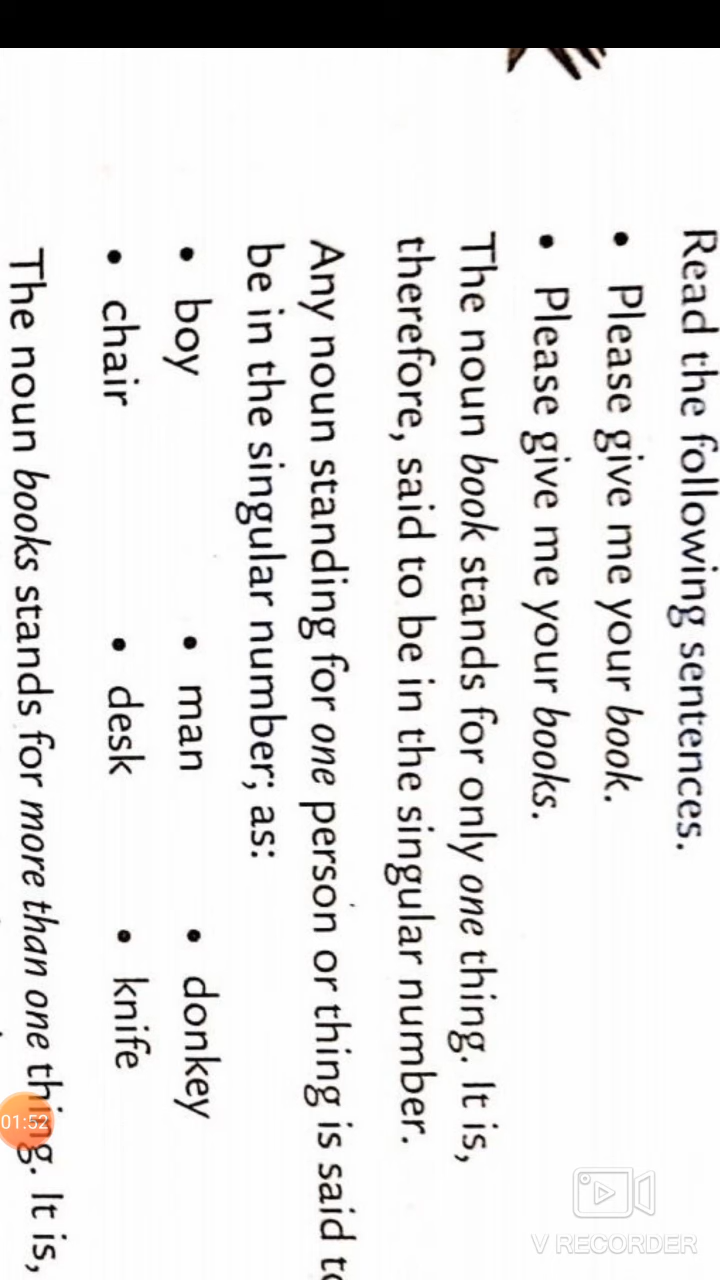 Read the following sentences.
• Please give me your book.
• Please give me your books.
The noun book stands for only one thing. It is,
therefore, said to be in the singular number.
Any noun standing for one person or thing is said to
be in the singular number; as:
• boy • man • donkey
• chair • desk • knife
The noun books stands for more than one thing. It is,
01:52
V RECORDER